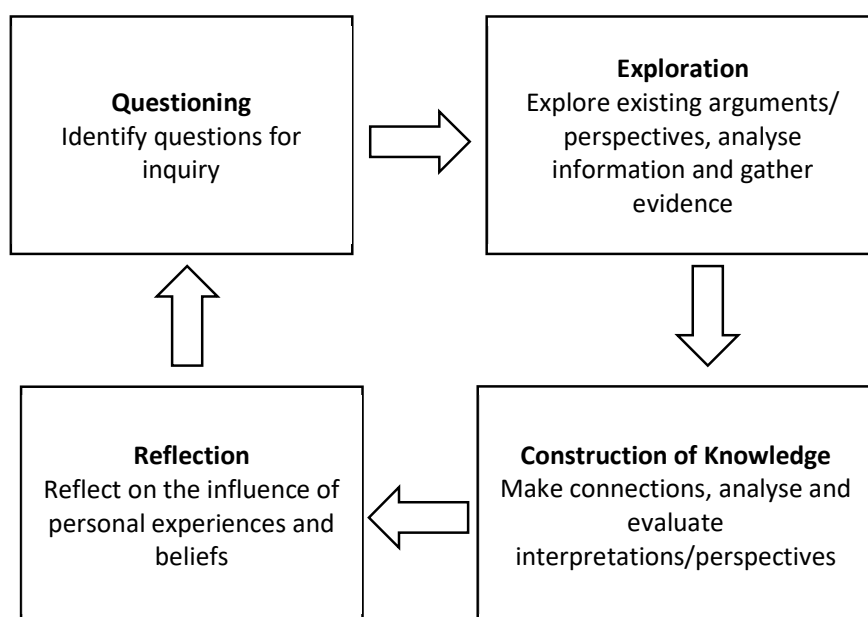 Questioning
Identify questions for
inquiry
Exploration
Explore existing arguments/
perspectives, analyse
information and gather
evidence
Construction of Knowledge
Make connections, analyse and
evaluate
interpretations/perspectives
Reflection
Reflect on the influence of
personal experiences and
beliefs